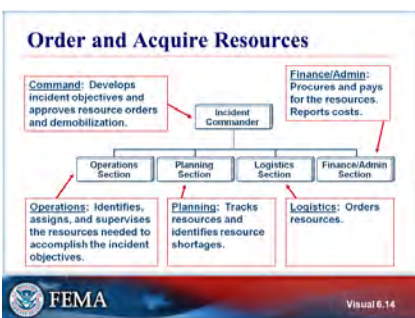 Order and Acquire Resources
Command: Develops
incident objectives and
approves resource orders
and demobilization.
Finance/Admin:
Procures and pays
for the resources.
Reports costs.
Incident
Commander
Operations
Section
Planning
Section
Logistics
Section
Finance/Admin
Section
Operations: Identifies,
assigns, and supervises
the resources needed to
accomplish the incident
objectives.
Planning: Tracks
resources and
identifies resource
shortages.
Logistics: Orders
resources.
FEMA
Visual 6.14